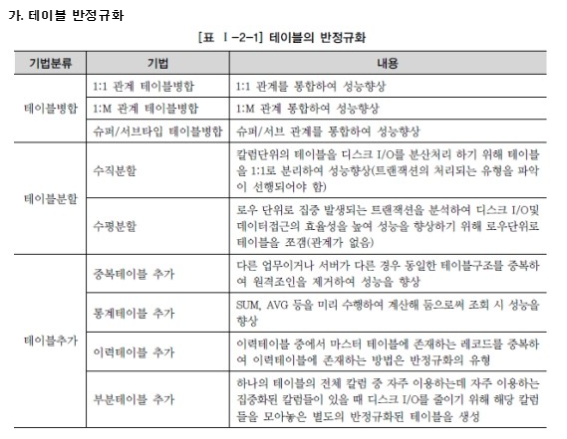 가. 테이블 반정규화
[표 Ⅰ-2-1] 테이블의 반정규화
기법분류 기법 내용
테이블병합
1:1 관계 테이블병합 1:1 관계를 통합하여 성능향상
1:M 관계 테이블병합 1:M 관계 통합하여 성능향상
슈퍼/서브타입 테이블병합 슈퍼/서브 관계를 통합하여 성능향상
테이블분할
수직분할
칼럼단위의 테이블을 디스크 I/O를 분산처리 하기 위해 테이블
을 1:1로 분리하여 성능향상(트랜잭션의 처리되는 유형을 파악
이 선행되어야 함)
수평분할
로우 단위로 집중 발생되는 트랜잭션을 분석하여 디스크 I/O및
데이터접근의 효율성을 높여 성능을 향상하기 위해 로우단위로
테이블을 쪼갬(관계가 없음)
테이블추가
중복테이블 추가
다른 업무이거나 서버가 다른 경우 동일한 테이블구조를 중복하
여 원격조인을 제거하여 성능을 향상
통계테이블 추가
SUM, AVG 등을 미리 수행하여 계산해 둠으로써 조회 시 성능을
향상
이력테이블 추가
이력테이블 중에서 마스터 테이블에 존재하는 레코드를 중복하
여 이력테이블에 존재하는 방법은 반정규화의 유형
부분테이블 추가
하나의 테이블의 전체 칼럼 중 자주 이용하는데 자주 이용하는
집중화된 칼럼들이 있을 때 디스크 I/O를 줄이기 위해 해당 칼럼
들을 모아놓은 별도의 반정규화된 테이블을 생성